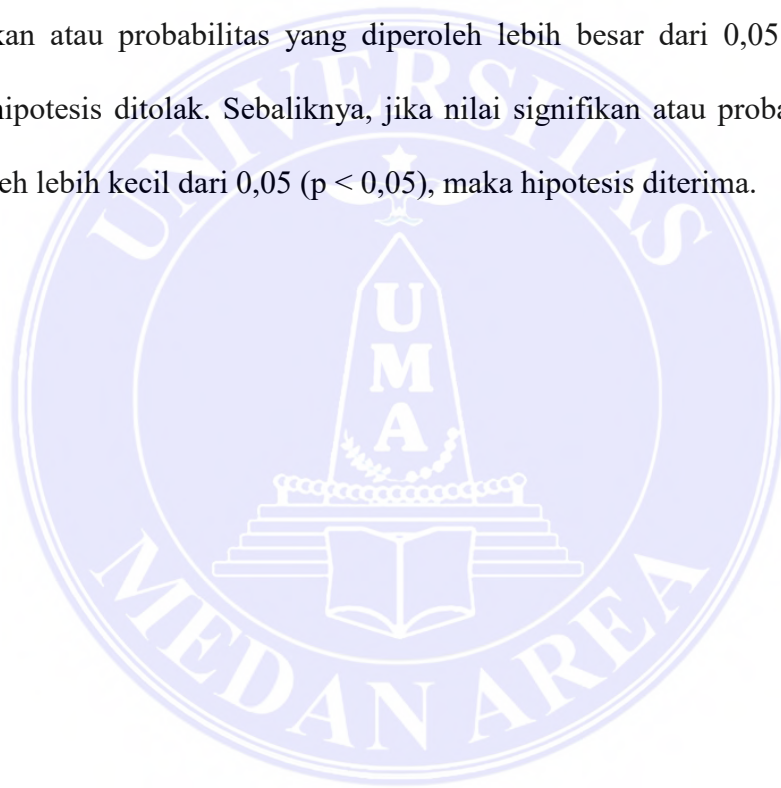 kan atau probabilitas yang diperoleh lebih besar dari 0,05
hipotesis ditolak. Sebaliknya, jika nilai signifikan atau proba
eh lebih kecil dari 0,05 (p < 0,05), maka hipotesis diterima.
UNIVERSITAS
U
M
A
MEDAN AREA